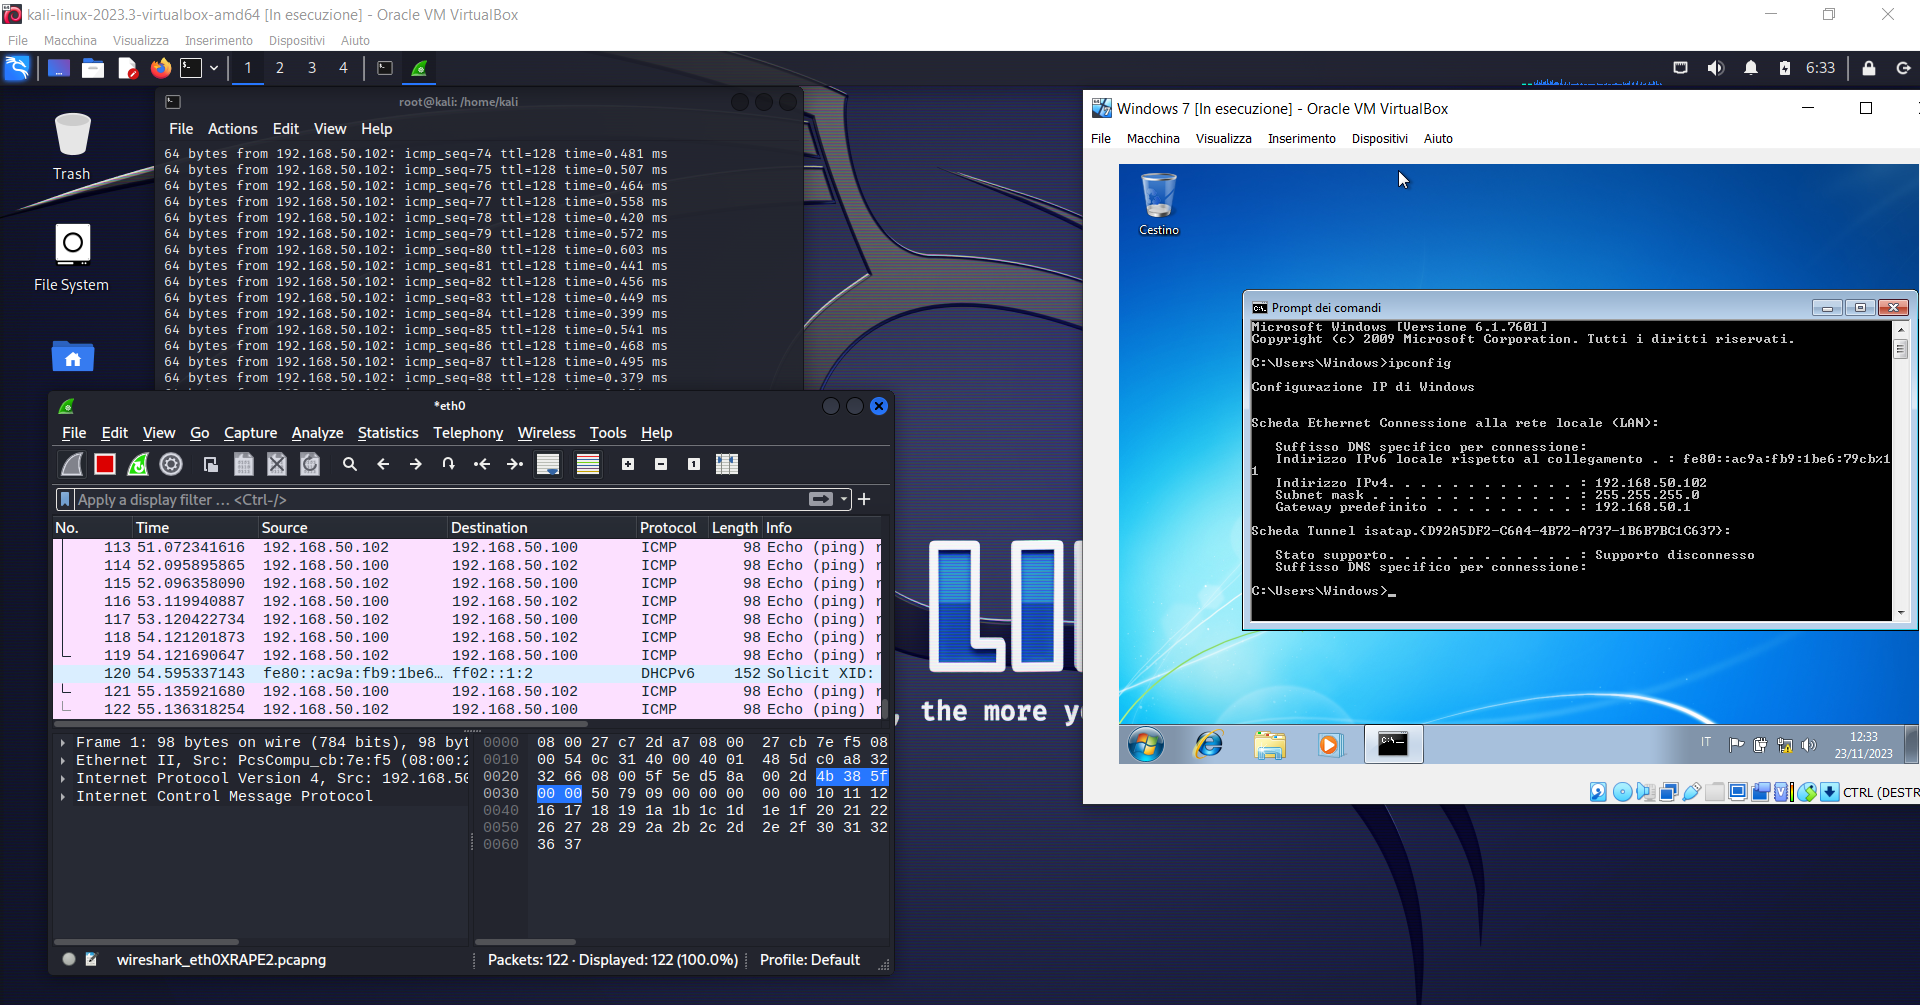 kali-linux-2023.3-virtualbox-amd64 [In esecuzione] - Oracle VM VirtualBox
File Macchina Visualizza Inserimento Dispositivi Aiuto
1 2 3 4 6:33
Trash
File System
root@kali: /home/kali
File Actions Edit View Help
64 bytes from 192.168.50.102: icmp_seq=74 ttl=128 time=0.481 ms
64 bytes from 192.168.50.102: icmp_seq=75 ttl=128 time=0.507 ms
64 bytes from 192.168.50.102: icmp_seq=76 ttl=128 time=0.464 ms
64 bytes from 192.168.50.102: icmp_seq=77 ttl=128 time=0.558 ms
64 bytes from 192.168.50.102: icmp_seq=78 ttl=128 time=0.420 ms
64 bytes from 192.168.50.102: icmp_seq=79 ttl=128 time=0.572 ms
64 bytes from 192.168.50.102: icmp_seq=80 ttl=128 time=0.603 ms
64 bytes from 192.168.50.102: icmp_seq=81 ttl=128 time=0.441 ms
64 bytes from 192.168.50.102: icmp_seq=82 ttl=128 time=0.456 ms
64 bytes from 192.168.50.102: icmp_seq=83 ttl=128 time=0.449 ms
64 bytes from 192.168.50.102: icmp_seq=84 ttl=128 time=0.399 ms
64 bytes from 192.168.50.102: icmp_seq=85 ttl=128 time=0.541 ms
64 bytes from 192.168.50.102: icmp_seq=86 ttl=128 time=0.468 ms
64 bytes from 192.168.50.102: icmp_seq=87 ttl=128 time=0.495 ms
64 bytes from 192.168.50.102: icmp_seq=88 ttl=128 time=0.379 ms
*eth0
File Edit View Go Capture Analyze Statistics Telephony Wireless Tools Help
Apply a display filter ... <Ctrl-/>
No. Time Source Destination Protocol Length Info
113 51.072341616 192.168.50.102 192.168.50.100 ICMP 98 Echo (ping) r
114 52.095895865 192.168.50.100 192.168.50.102 ICMP 98 Echo (ping) r
115 52.096358090 192.168.50.102 192.168.50.100 ICMP 98 Echo (ping) r
116 53.119940887 192.168.50.100 192.168.50.102 ICMP 98 Echo (ping) r
117 53.120422734 192.168.50.102 192.168.50.100 ICMP 98 Echo (ping) r
118 54.121201873 192.168.50.100 192.168.50.102 ICMP 98 Echo (ping) r
119 54.121690647 192.168.50.102 192.168.50.100 ICMP 98 Echo (ping) r
120 54.595337143 fe80::ac9a:fb9:1be6… ff02::1:2 DHCPv6 152 Solicit XID:
121 55.135921680 192.168.50.100 192.168.50.102 ICMP 98 Echo (ping) r
122 55.136318254 192.168.50.102 192.168.50.100 ICMP 98 Echo (ping) r
Frame 1: 98 bytes on wire (784 bits), 98 byt
Ethernet II, Src: PcsCompu_cb:7e:f5 (08:00:2
Internet Protocol Version 4, Src: 192.168.50
Internet Control Message Protocol
0000 08 00 27 c7 2d a7 08 00 27 cb 7e f5 08
0010 00 54 0c 31 40 00 40 01 48 5d c0 a8 32
0020 32 66 08 00 5f 5e d5 8a 00 2d 4b 38 5f
0030 00 00 50 79 09 00 00 00 00 00 10 11 12
0040 16 17 18 19 1a 1b 1c 1d 1e 1f 20 21 22
0050 26 27 28 29 2a 2b 2c 2d 2e 2f 30 31 32
0060 36 37
wireshark_eth0XRAPE2.pcapng Packets: 122 · Displayed: 122 (100.0%) Profile: Default
LI
, the more y
Windows 7 [In esecuzione] - Oracle VM VirtualBox
File Macchina Visualizza Inserimento Dispositivi Aiuto
Cestino
Prompt dei comandi
Microsoft Windows [Versione 6.1.7601]
Copyright (c) 2009 Microsoft Corporation. Tutti i diritti riservati.
C:\Users\Windows>ipconfig
Configurazione IP di Windows
Scheda Ethernet Connessione alla rete locale (LAN):
Suffisso DNS specifico per connessione:
Indirizzo IPv6 locale rispetto al collegamento . : fe80::ac9a:fb9:1be6:79cb%1
1
Indirizzo IPv4. . . . . . . . . . . . : 192.168.50.102
Subnet mask . . . . . . . . . . . . . : 255.255.255.0
Gateway predefinito . . . . . . . . . : 192.168.50.1
Scheda Tunnel isatap.{D92A5DF2-C6A4-4B72-A737-1B6B7BC1C637}:
Stato supporto. . . . . . . . . . . . : Supporto disconnesso
Suffisso DNS specifico per connessione:
C:\Users\Windows>_
IT 12:33
23/11/2023
CTRL (DESTR